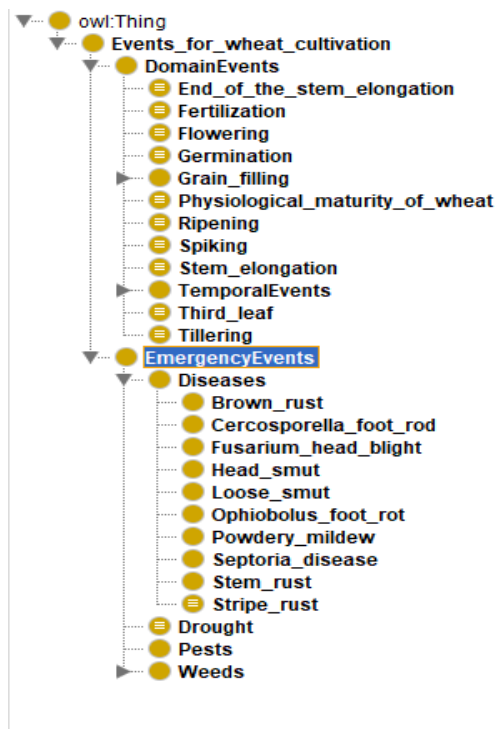 owl:Thing
Events_for_wheat_cultivation
DomainEvents
End_of_the_stem_elongation
Fertilization
Flowering
Germination
Grain_filling
Physiological_maturity_of_wheat
Ripening
Spiking
Stem_elongation
TemporalEvents
Third_leaf
Tillering
EmergencyEvents
Diseases
Brown_rust
Cercosporella_foot_rod
Fusarium_head_blight
Head_smut
Loose_smut
Ophiobolus_foot_rot
Powdery_mildew
Septoria_disease
Stem_rust
Stripe_rust
Drought
Pests
Weeds